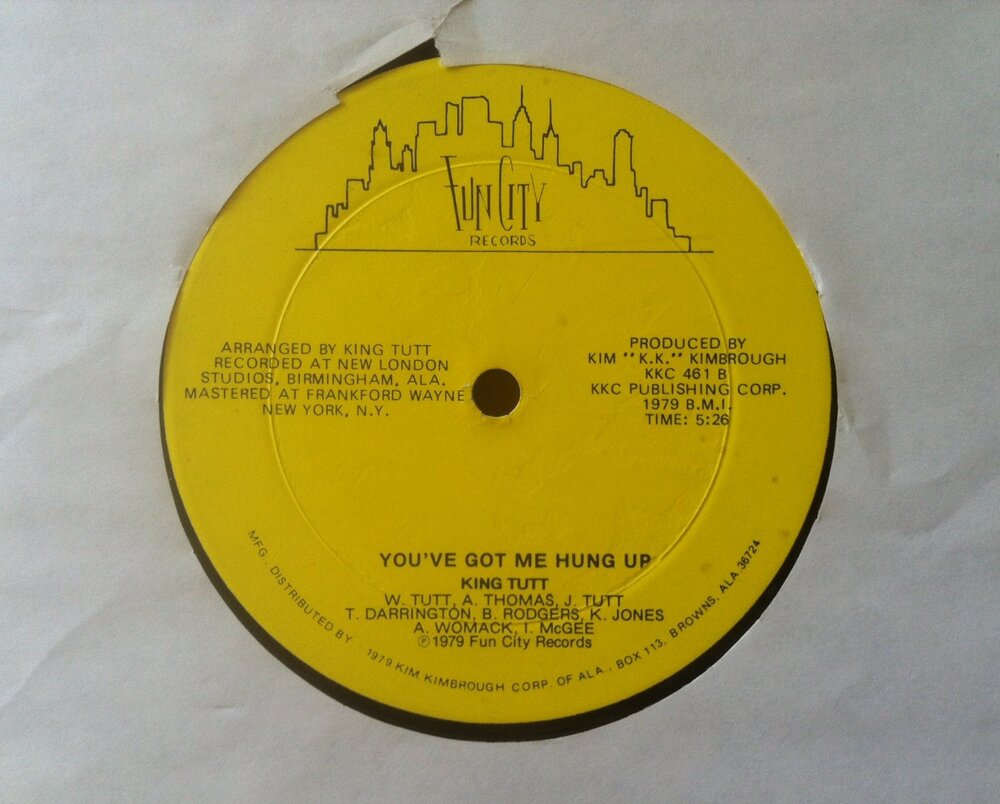 FUN CITY
RECORDS
ARRANGED BY KING TUTT
RECORDED AT NEW LONDON
STUDIOS, BIRMINGHAM, ALA.
MASTERED AT FRANKFORD WAYNE
NEW YORK, N.Y.
PRODUCED BY
KIM "K.K." KIMBROUGH
KKC 461 B
KKC PUBLISHING CORP.
1979 B.M.I.
TIME: 5:26
YOU'VE GOT ME HUNG UP
KING TUTT
W. TUTT, A. THOMAS, J. TUTT
T. DARRINGTON, B. RODGERS, K. JONES
A. WOMACK, I. McGEE
℗ 1979 Fun City Records
MFG., DISTRIBUTED BY · 1979 KIM KIMBROUGH CORP. OF ALA., BOX 113, BROWNS, ALA 36724